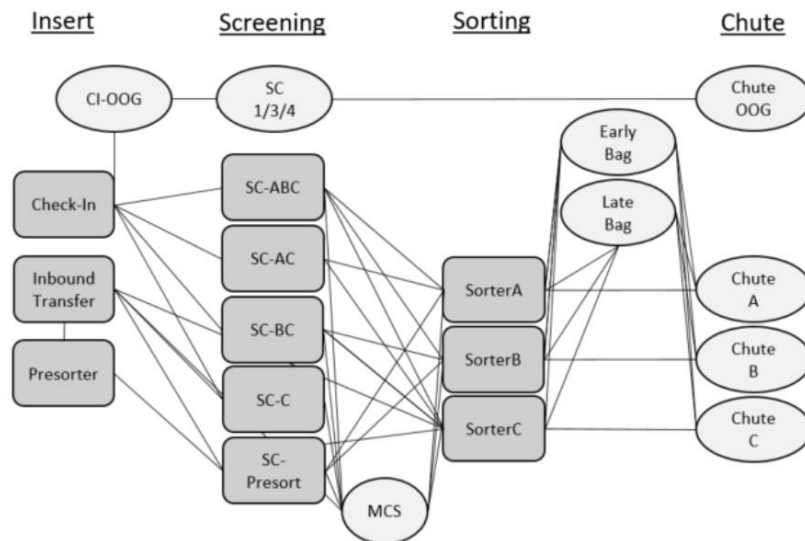 Insert
Screening
Sorting
Chute
CI-OOG
SC
1/3/4
Chute
OOG
Early
Bag
Check-In
SC-ABC
Late
Bag
SC-AC
Inbound
Transfer
SorterA
Chute
A
SC-BC
Presorter
SorterB
Chute
B
SC-C
SorterC
Chute
C
SC-
Presort
MCS